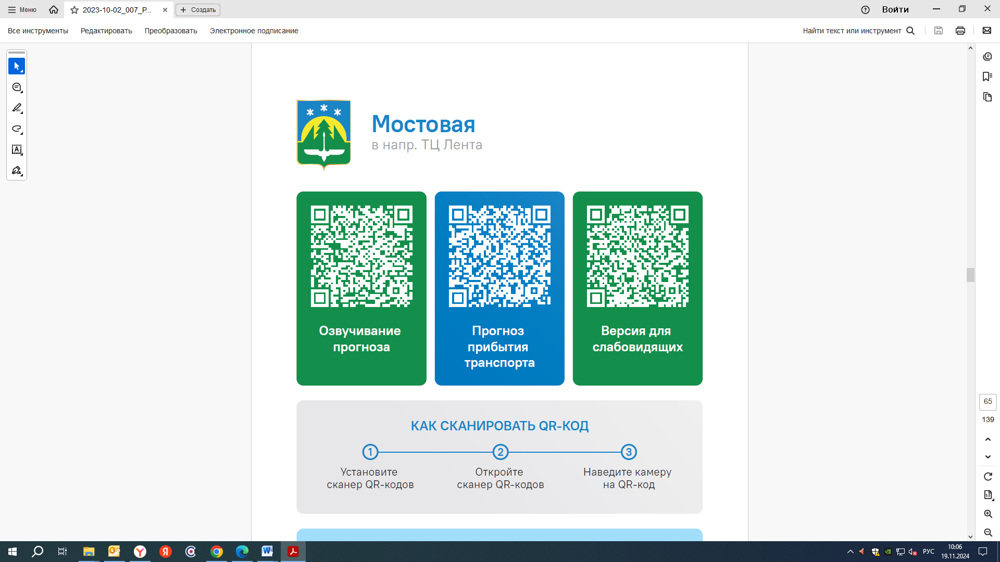 Меню
2023-10-02_007_P...
Создать
Войти
Все инструменты
Редактировать
Преобразовать
Электронное подписание
Найти текст или инструмент
Мостовая
в напр. ТЦ Лента
Озвучивание
прогноза
Прогноз
прибытия
транспорта
Версия для
слабовидящих
КАК СКАНИРОВАТЬ QR-КОД
1
2
3
Установите
сканер QR-кодов
Откройте
сканер QR-кодов
Наведите камеру
на QR-код
65
139
РУС
10:06
19.11.2024